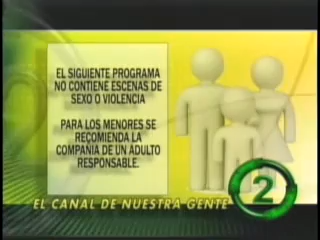 EL SIGUIENTE PROGRAMA
NO CONTIENE ESCENAS DE
SEXO O VIOLENCIA
PARA LOS MENORES SE
RECOMIENDA LA
COMPAÑIA DE UN ADULTO
RESPONSABLE.
EL CANAL DE NUESTRA GENTE
2